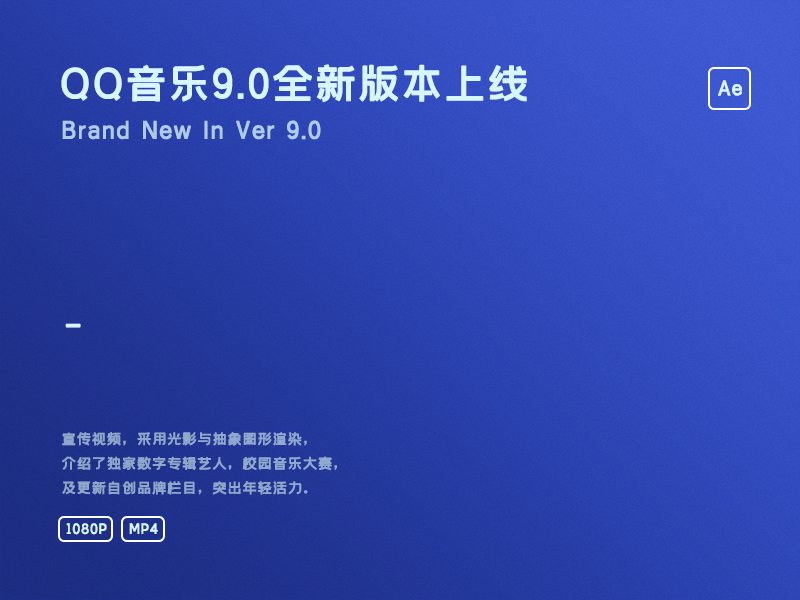 QQ音乐9.0全新版本上线
Ae
Brand New In Ver 9.0
宣传视频，采用光影与抽象图形渲染，
介绍了独家数字专辑艺人，校园音乐大赛，
及更新自创品牌栏目，突出年轻活力。
1080P
MP4